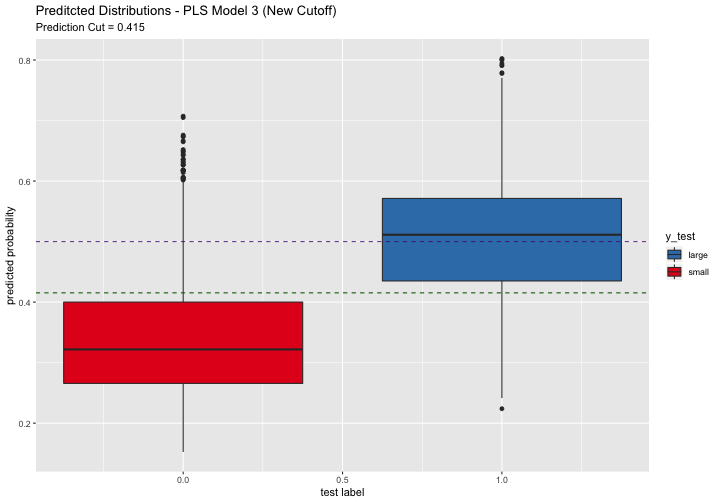 Preditcted Distributions - PLS Model 3 (New Cutoff)
Prediction Cut = 0.415
predicted probability
0.8
0.6
0.4
0.2
0.0
0.5
1.0
test label
y_test
large
small